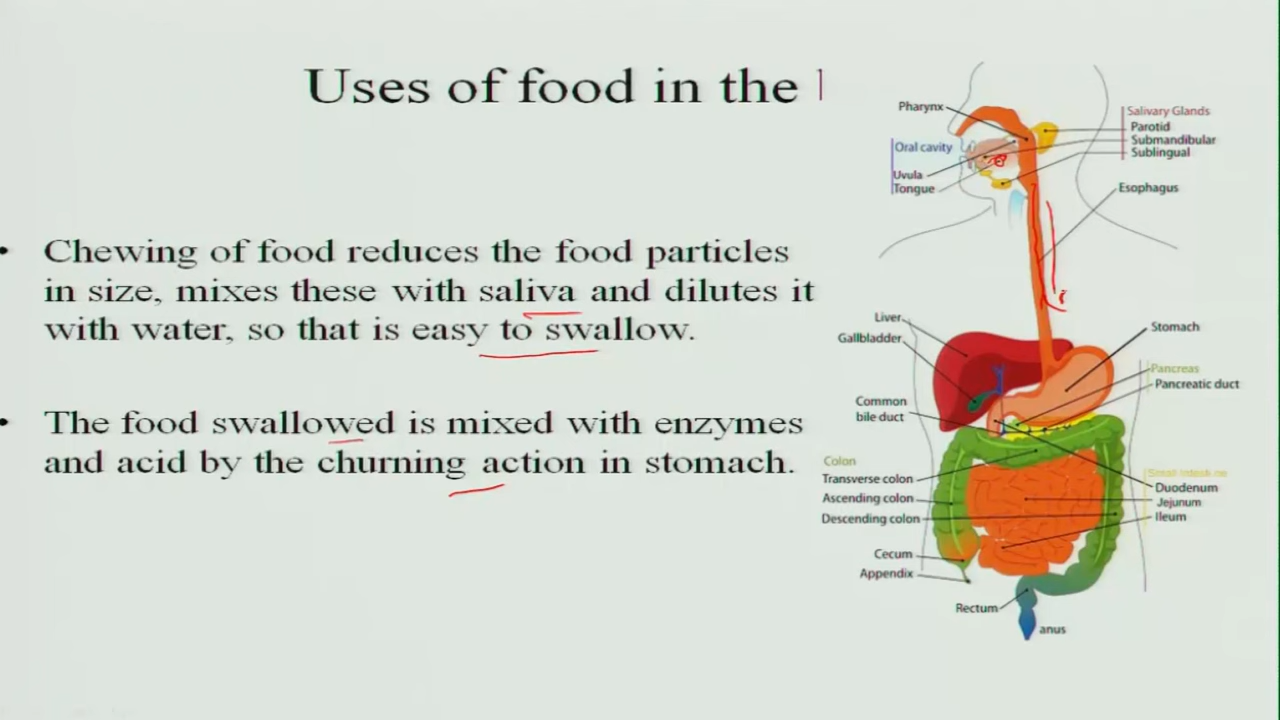 Uses of food in the
Pharynx
Oral cavity
Uvula
Tongue
Salivary Glands
Parotid
Submandibular
Sublingual
Esophagus
• Chewing of food reduces the food particles
in size, mixes these with saliva and dilutes it
with water, so that is easy to swallow.
• The food swallowed is mixed with enzymes
and acid by the churning action in stomach.
Liver
Gallbladder
Common
bile duct
Stomach
Pancreas
Pancreatic duct
Colon
Transverse colon
Ascending colon
Descending colon
Cecum
Appendix
Rectum
anus
Duodenum
Jejunum
Ileum